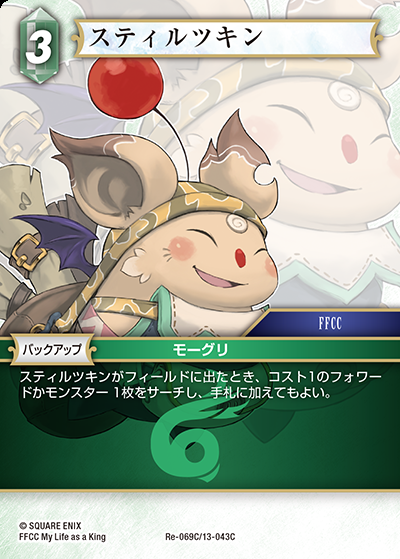 3
スティルツキン
FFCC
バックアップ
モーグリ
スティルツキンがフィールドに出たとき、コスト1のフォワー
ドかモンスター 1枚をサーチし、手札に加えてもよい。
© SQUARE ENIX
FFCC My Life as a King
Re-069C/13-043C